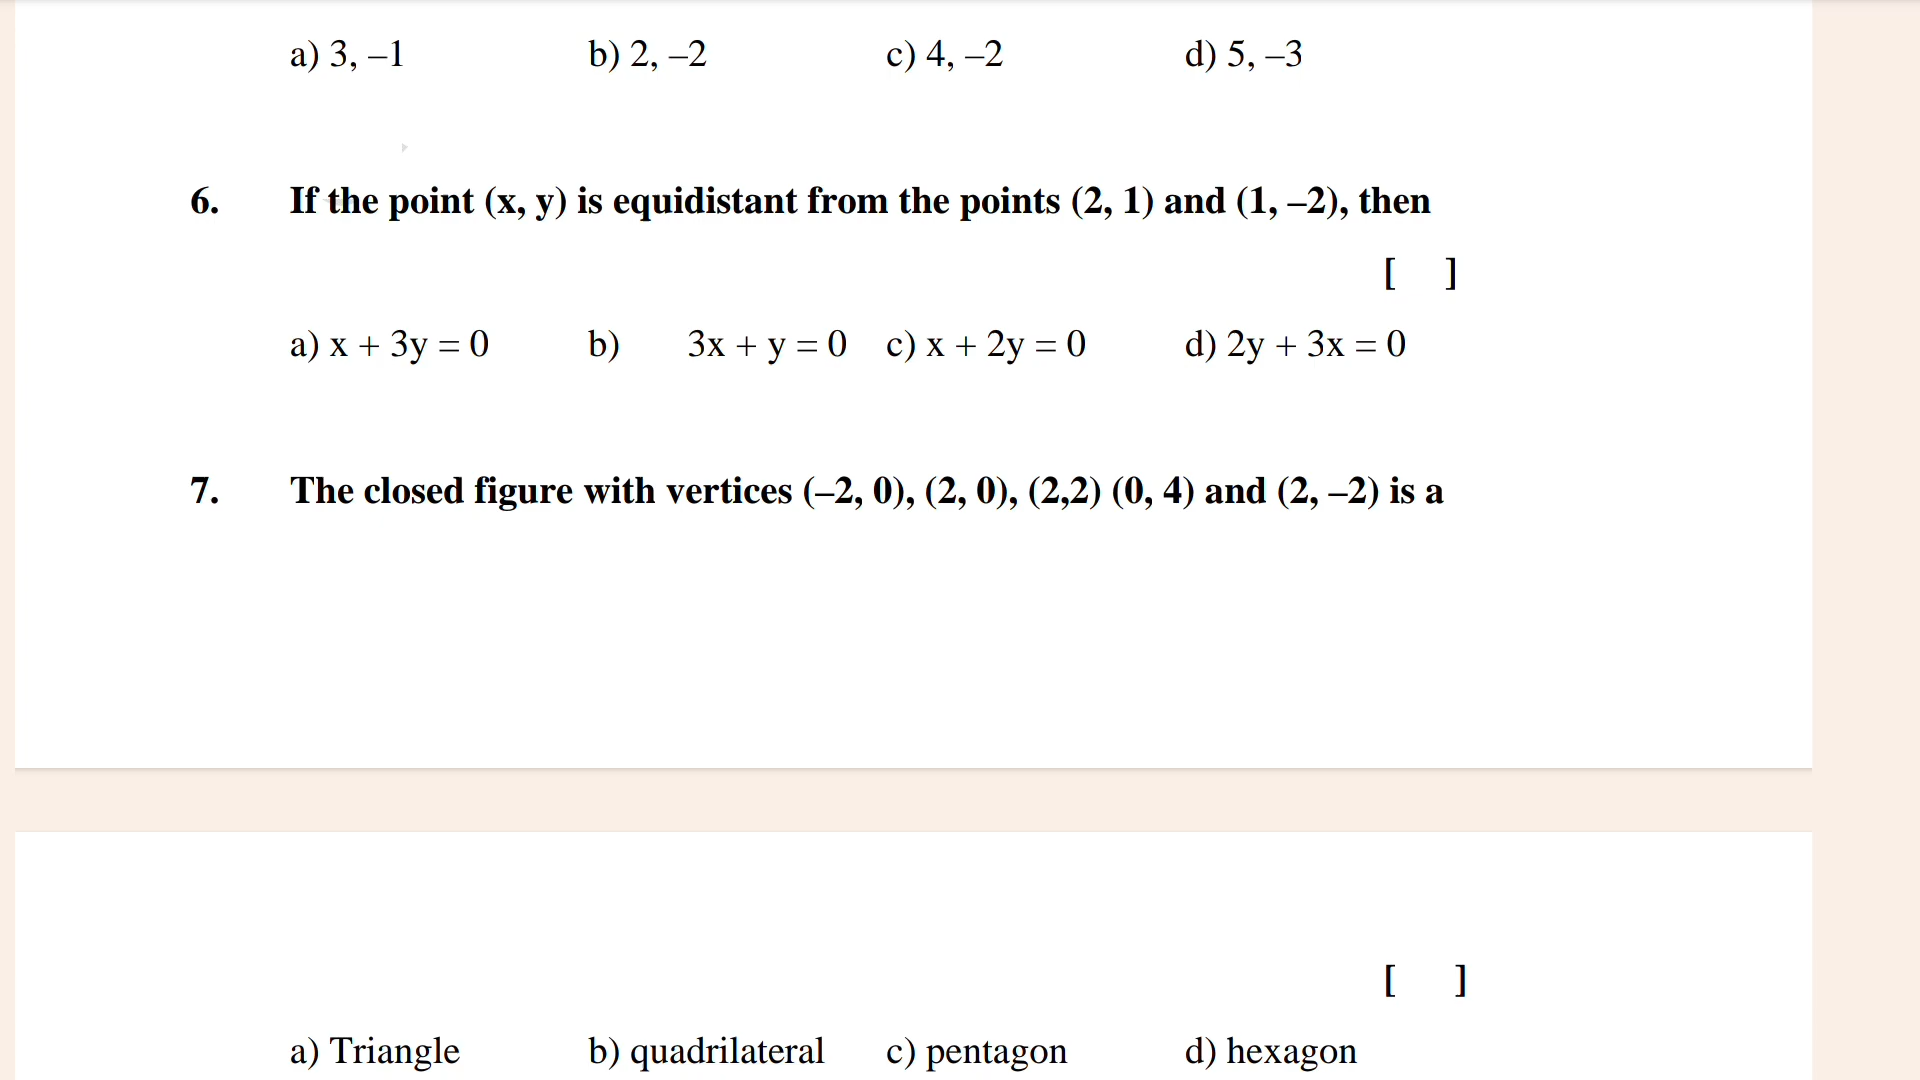 a) 3, –1 b) 2, –2 c) 4, –2 d) 5, –3
6. If the point (x, y) is equidistant from the points (2, 1) and (1, –2), then
[ ]
a) x + 3y = 0 b) 3x + y = 0 c) x + 2y = 0 d) 2y + 3x = 0
7. The closed figure with vertices (–2, 0), (2, 0), (2,2) (0, 4) and (2, –2) is a
[ ]
a) Triangle b) quadrilateral c) pentagon d) hexagon